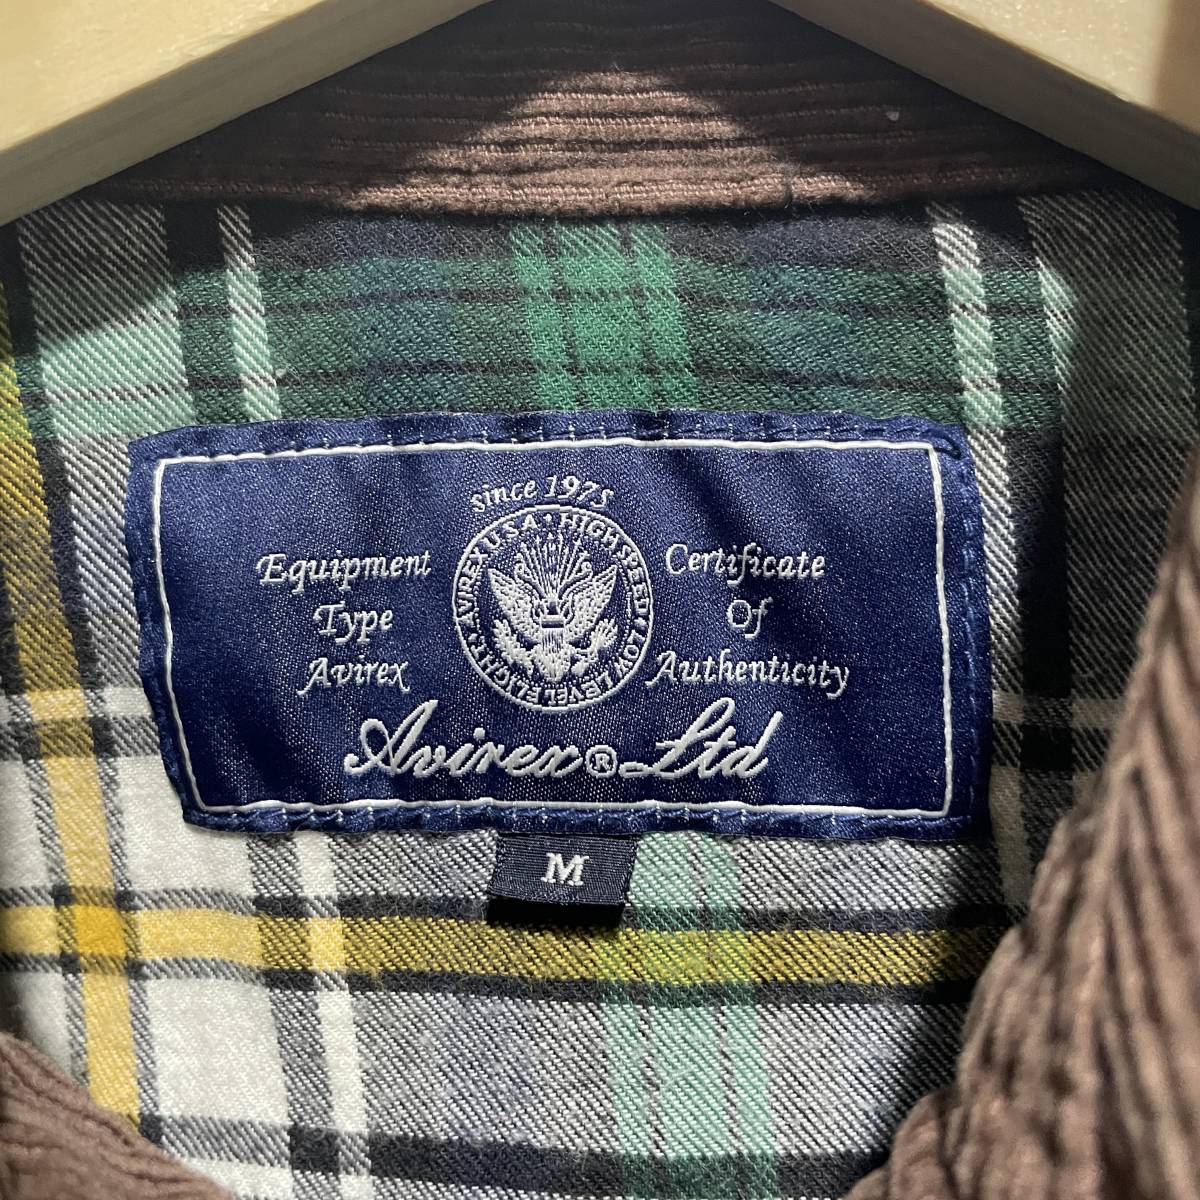 since 1975
AVIREX U.S.A. • HIGH SPEED & LOW LEVEL FLIGHT •
Equipment
Type
Avirex
Certificate
Of
Authenticity
Avirex® Ltd
M